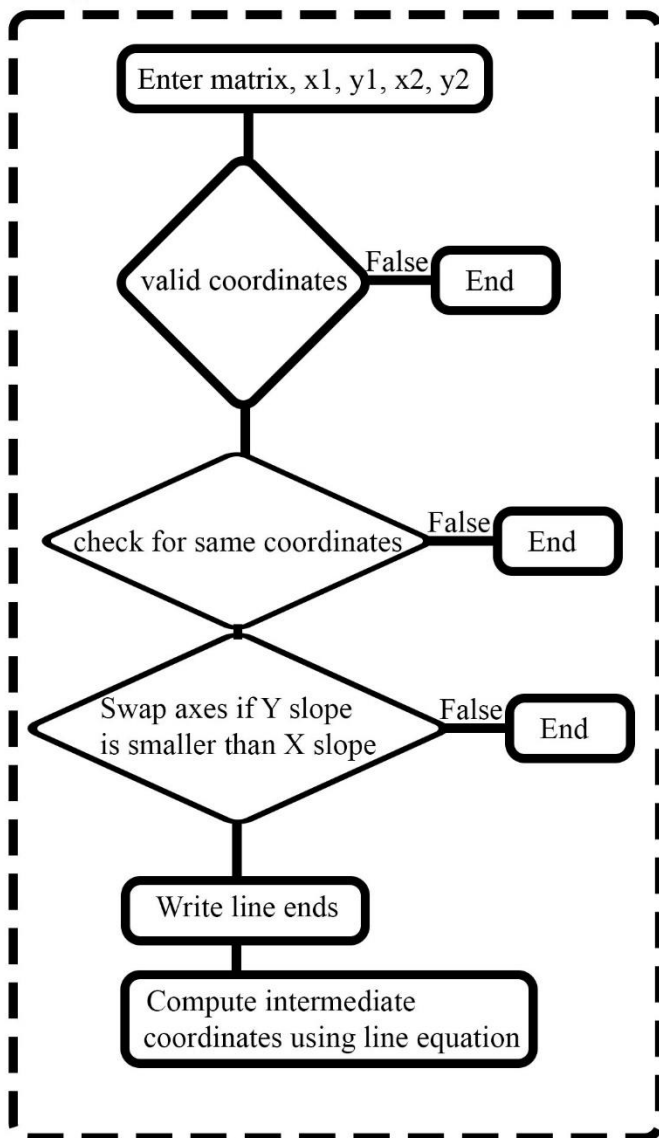 Enter matrix, x1, y1, x2, y2
valid coordinates
False
End
check for same coordinates
False
End
Swap axes if Y slope
is smaller than X slope
False
End
Write line ends
Compute intermediate
coordinates using line equation